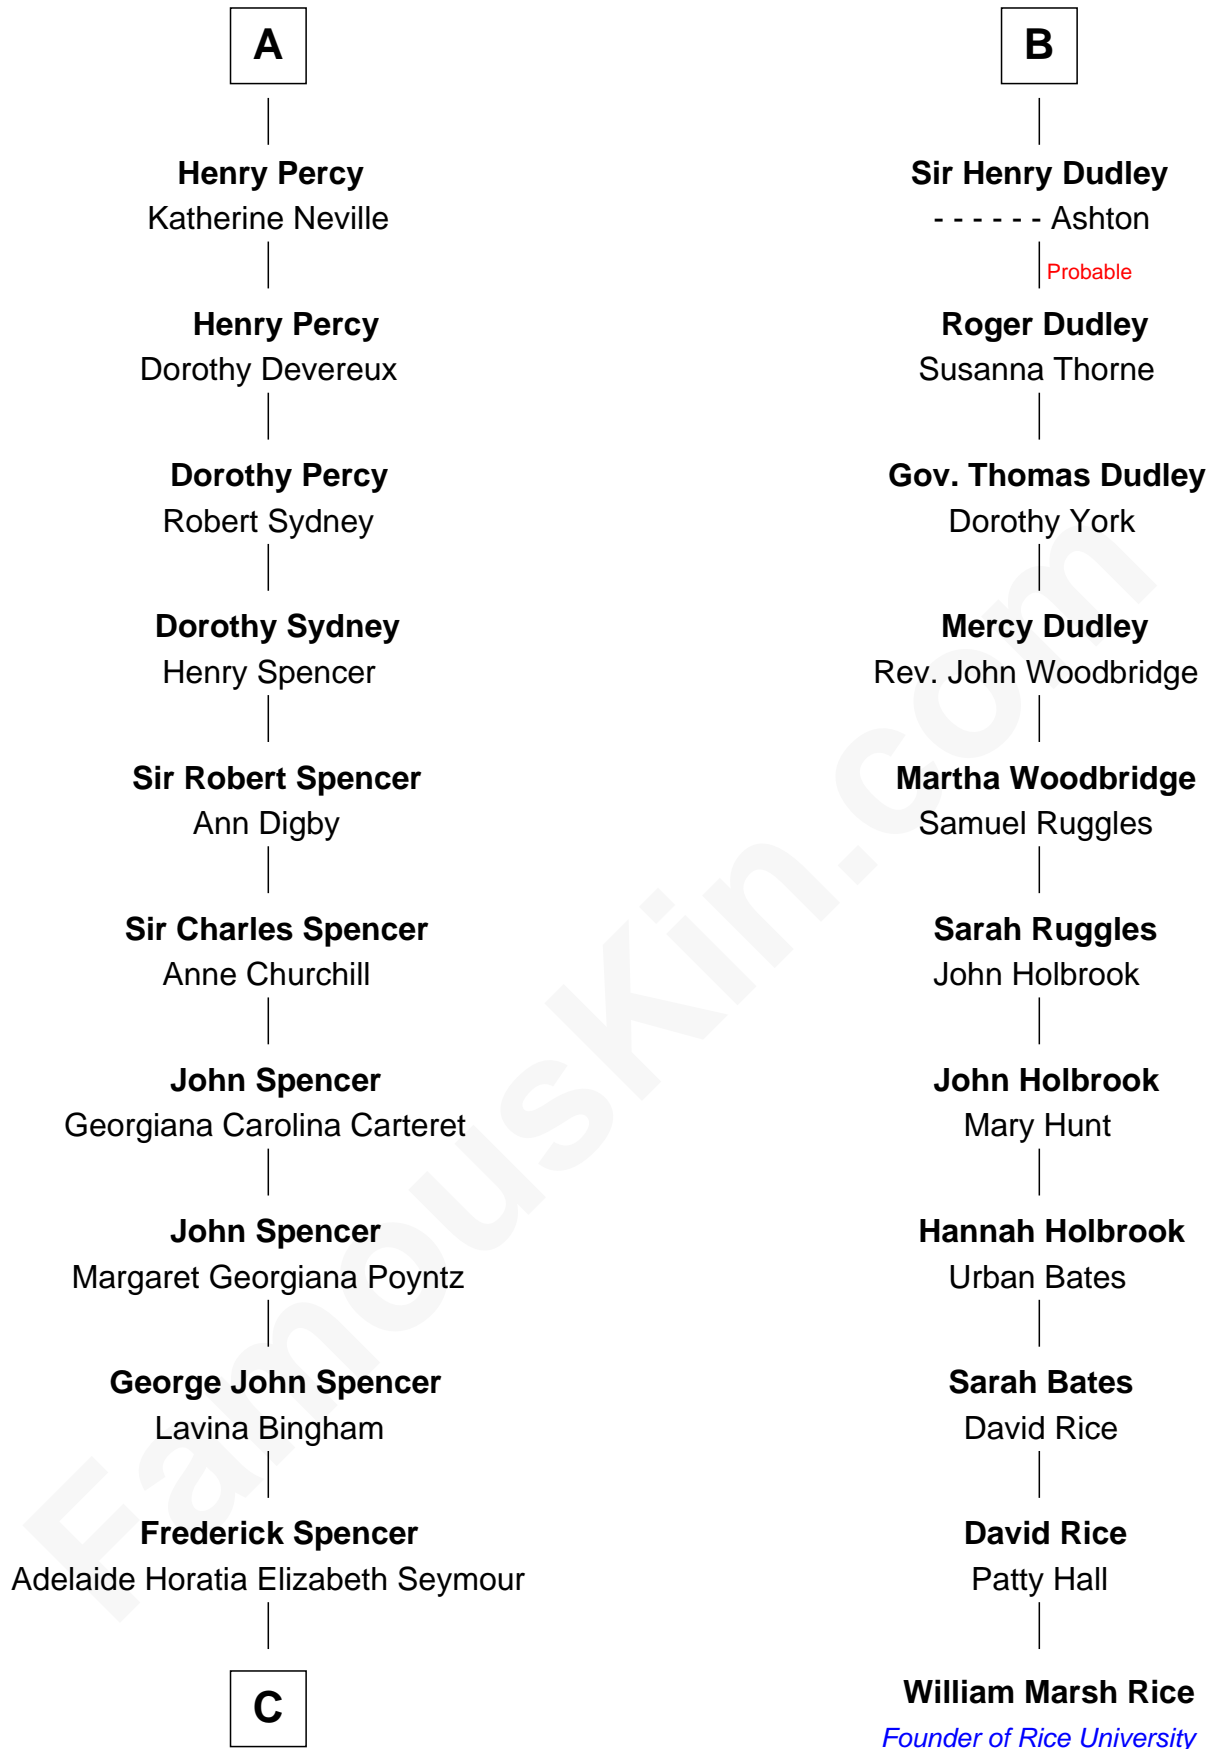 A
Henry Percy
Katherine Neville
Henry Percy
Dorothy Devereux
Dorothy Percy
Robert Sydney
Dorothy Sydney
Henry Spencer
Sir Robert Spencer
Ann Digby
Sir Charles Spencer
Anne Churchill
John Spencer
Georgiana Carolina Carteret
John Spencer
Margaret Georgiana Poyntz
George John Spencer
Lavina Bingham
Frederick Spencer
Adelaide Horatia Elizabeth Seymour
C
B
Sir Henry Dudley
- - - - - - Ashton
Probable
Roger Dudley
Susanna Thorne
Gov. Thomas Dudley
Dorothy York
Mercy Dudley
Rev. John Woodbridge
Martha Woodbridge
Samuel Ruggles
Sarah Ruggles
John Holbrook
John Holbrook
Mary Hunt
Hannah Holbrook
Urban Bates
Sarah Bates
David Rice
David Rice
Patty Hall
William Marsh Rice
Founder of Rice University
FamousKin.com